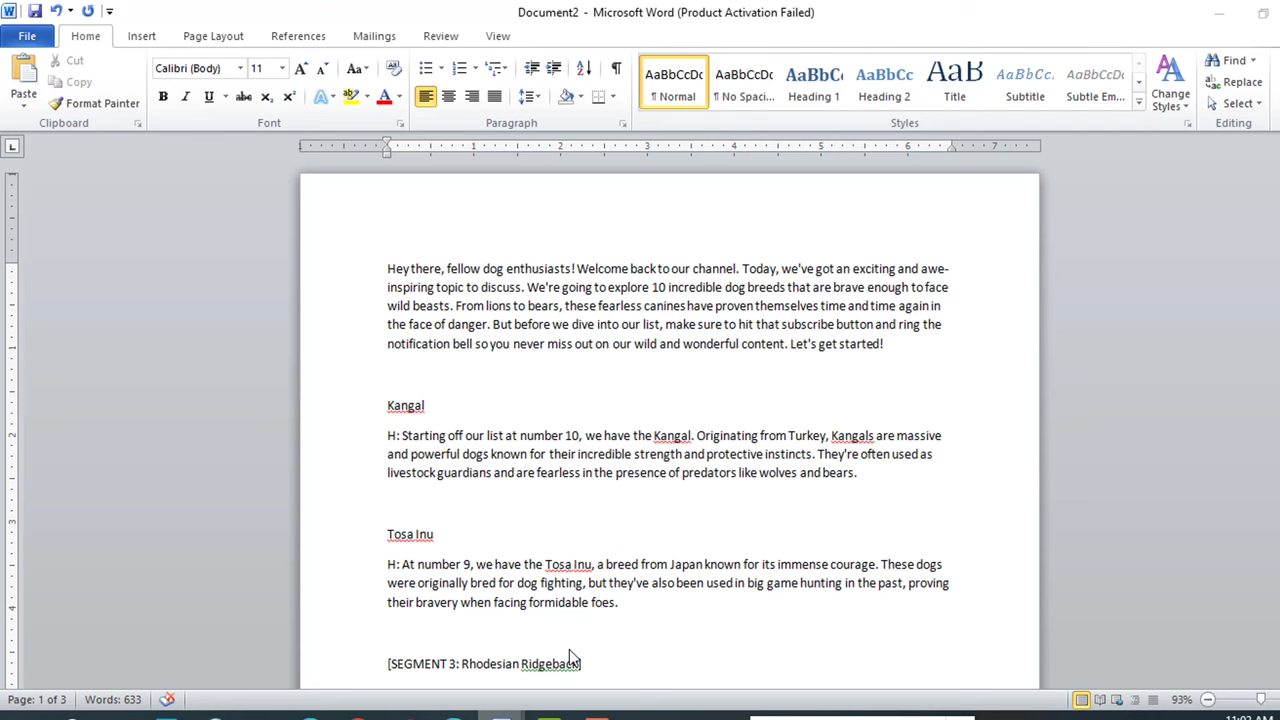 Document2 - Microsoft Word (Product Activation Failed)
File Home Insert Page Layout References Mailings Review View
Paste
Cut
Copy
Format Painter
Clipboard
Calibri (Body) 11
Font
Paragraph
AaBbCcDc AaBbCcDc AaBbC AaBbCc AaB AaBbCc. AaBbCcDc
¶ Normal ¶ No Spaci... Heading 1 Heading 2 Title Subtitle Subtle Em...
Change
Styles
Styles
Find
Replace
Select
Editing
1 1 2 3 4 5 6 7
Hey there, fellow dog enthusiasts! Welcome back to our channel. Today, we've got an exciting and awe-
inspiring topic to discuss. We're going to explore 10 incredible dog breeds that are brave enough to face
wild beasts. From lions to bears, these fearless canines have proven themselves time and time again in
the face of danger. But before we dive into our list, make sure to hit that subscribe button and ring the
notification bell so you never miss out on our wild and wonderful content. Let's get started!
Kangal
H: Starting off our list at number 10, we have the Kangal. Originating from Turkey, Kangals are massive
and powerful dogs known for their incredible strength and protective instincts. They're often used as
livestock guardians and are fearless in the presence of predators like wolves and bears.
Tosa Inu
H: At number 9, we have the Tosa Inu, a breed from Japan known for its immense courage. These dogs
were originally bred for dog fighting, but they've also been used in big game hunting in the past, proving
their bravery when facing formidable foes.
[SEGMENT 3: Rhodesian Ridgeback]
Page: 1 of 3 Words: 633 93%